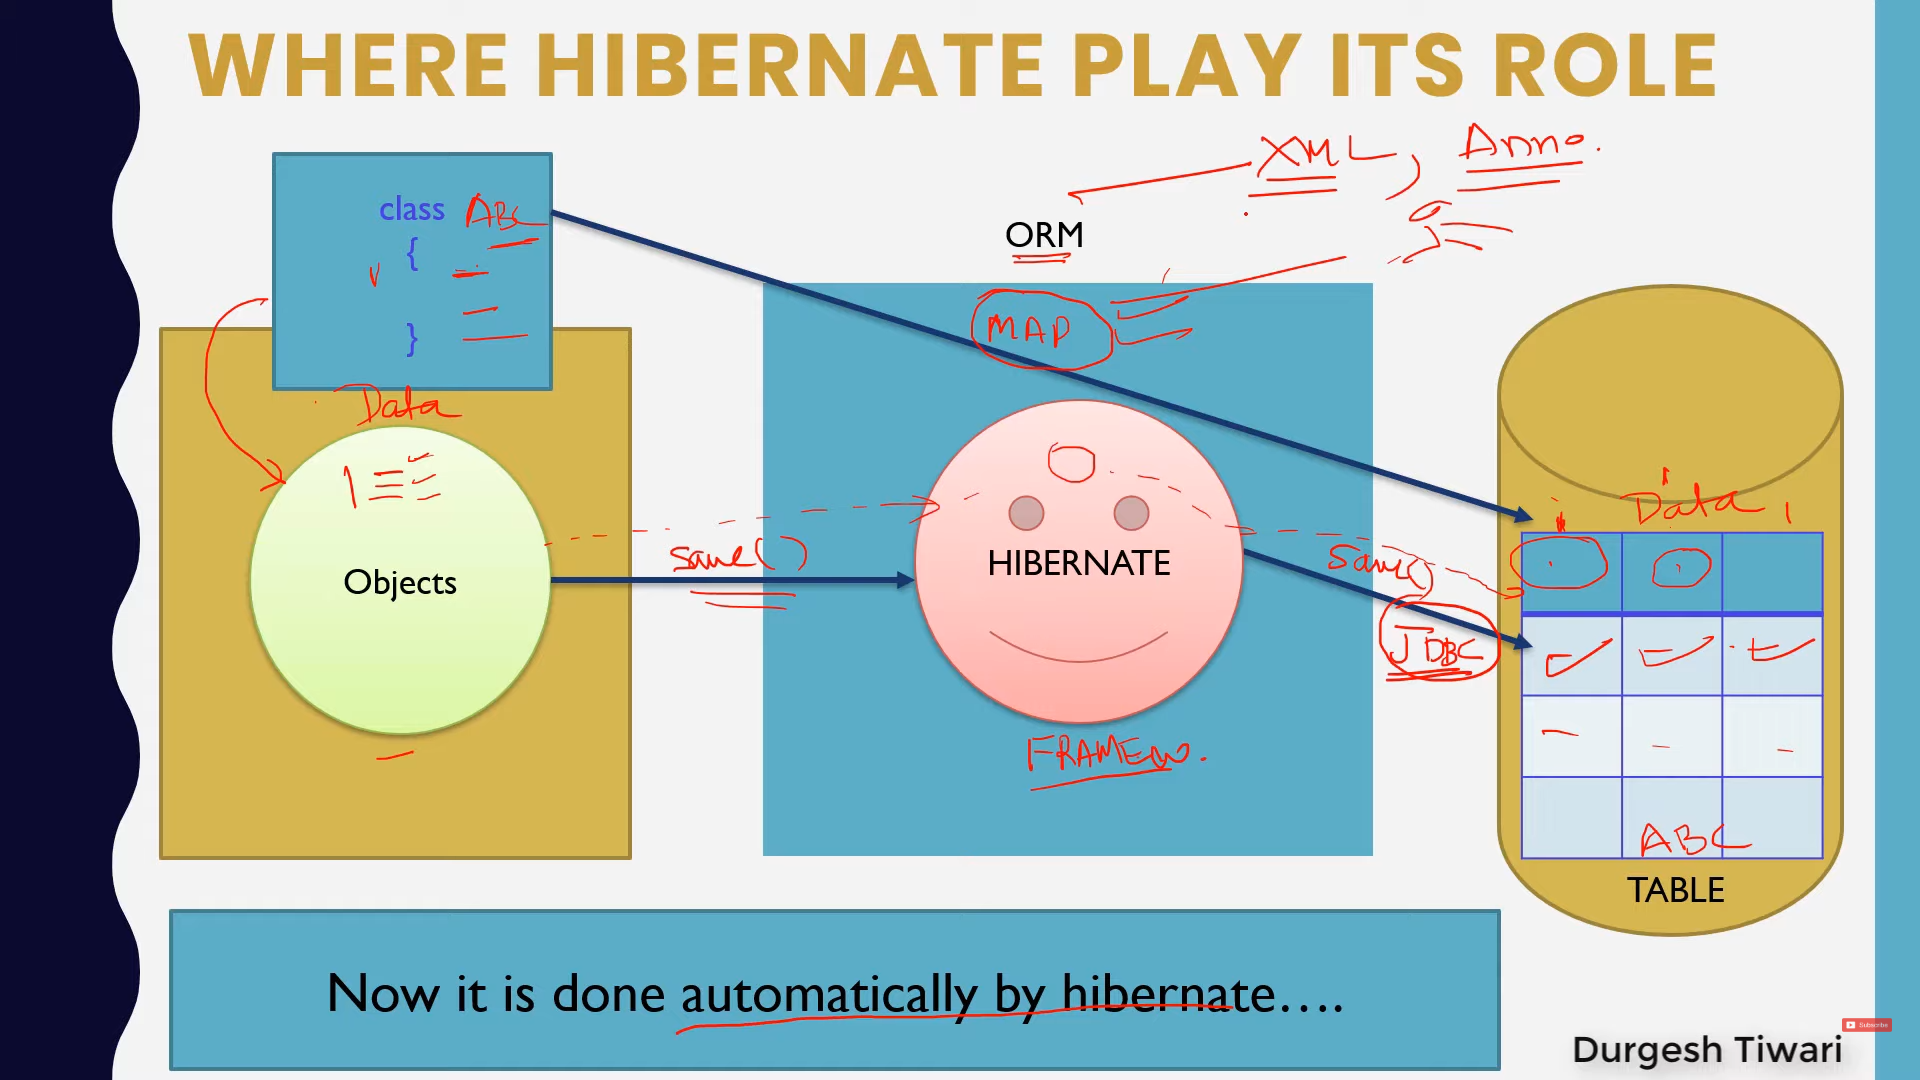 WHERE HIBERNATE PLAY ITS ROLE
XML, Anno.
class ABC
{
}
ORM
MAP
Data
Objects
save()
HIBERNATE
FRAMEW.
save()
JDBC
Data
ABC
TABLE
Now it is done automatically by hibernate....
Subscribe
Durgesh Tiwari